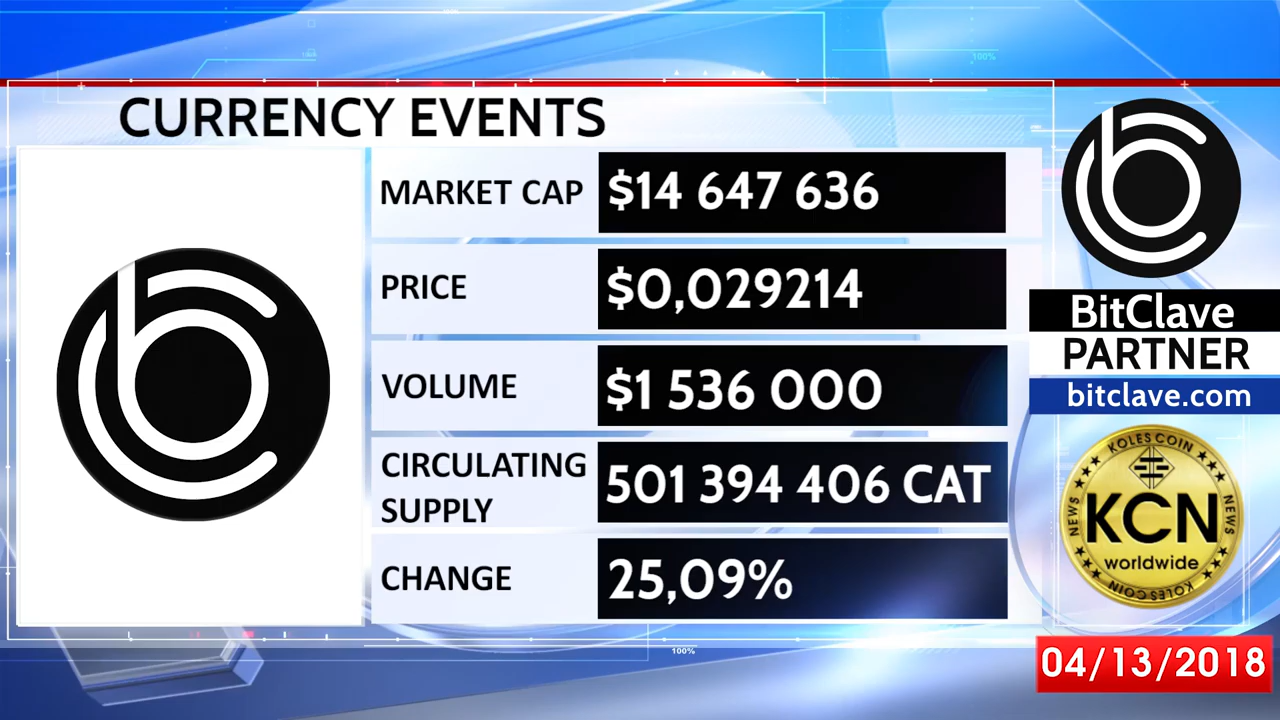 CURRENCY EVENTS
MARKET CAP
$14 647 636
PRICE
$0,029214
VOLUME
$1 536 000
CIRCULATING
SUPPLY
501 394 406 CAT
CHANGE
25,09%
BitClave
PARTNER
bitclave.com
KOLES COIN
NEWS
KCN
NEWS
worldwide
KOLES COIN
04/13/2018
100%
100%